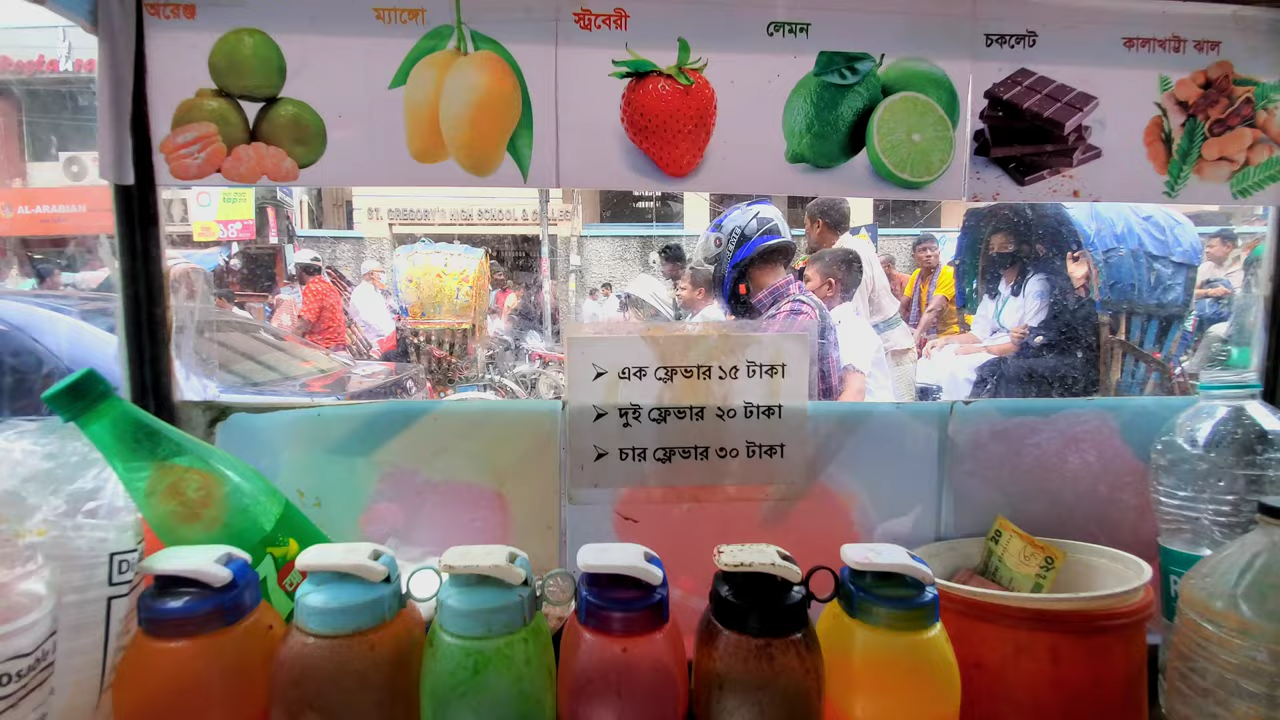 অরেঞ্জ
ম্যাংগো
স্ট্রবেরী
লেমন
চকলেট
কালাখাট্টা ঝাল
AL-ARABIAN
ST. GREGORY'S HIGH SCHOOL & COLLEGE
➢ এক ফ্লেভার ১৫ টাকা
➢ দুই ফ্লেভার ২০ টাকা
➢ চার ফ্লেভার ৩০ টাকা